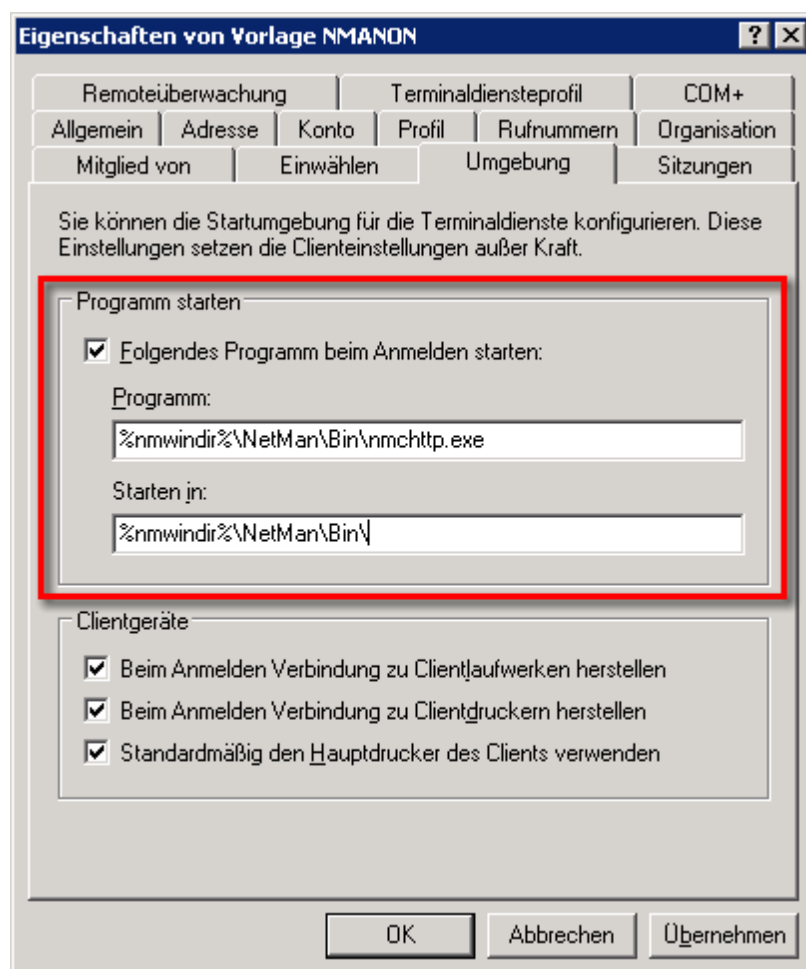 Eigenschaften von Vorlage NMANON
Remoteüberwachung Terminaldiensteprofil COM+
Allgemein Adresse Konto Profil Rufnummern Organisation
Mitglied von Einwählen Umgebung Sitzungen
Sie können die Startumgebung für die Terminaldienste konfigurieren. Diese
Einstellungen setzen die Clienteinstellungen außer Kraft.
Programm starten
Folgendes Programm beim Anmelden starten:
Programm:
%nmwindir%\NetMan\Bin\nmchttp.exe
Starten in:
%nmwindir%\NetMan\Bin\
Clientgeräte
Beim Anmelden Verbindung zu Clientlaufwerken herstellen
Beim Anmelden Verbindung zu Clientdruckern herstellen
Standardmäßig den Hauptdrucker des Clients verwenden
OK Abbrechen Übernehmen